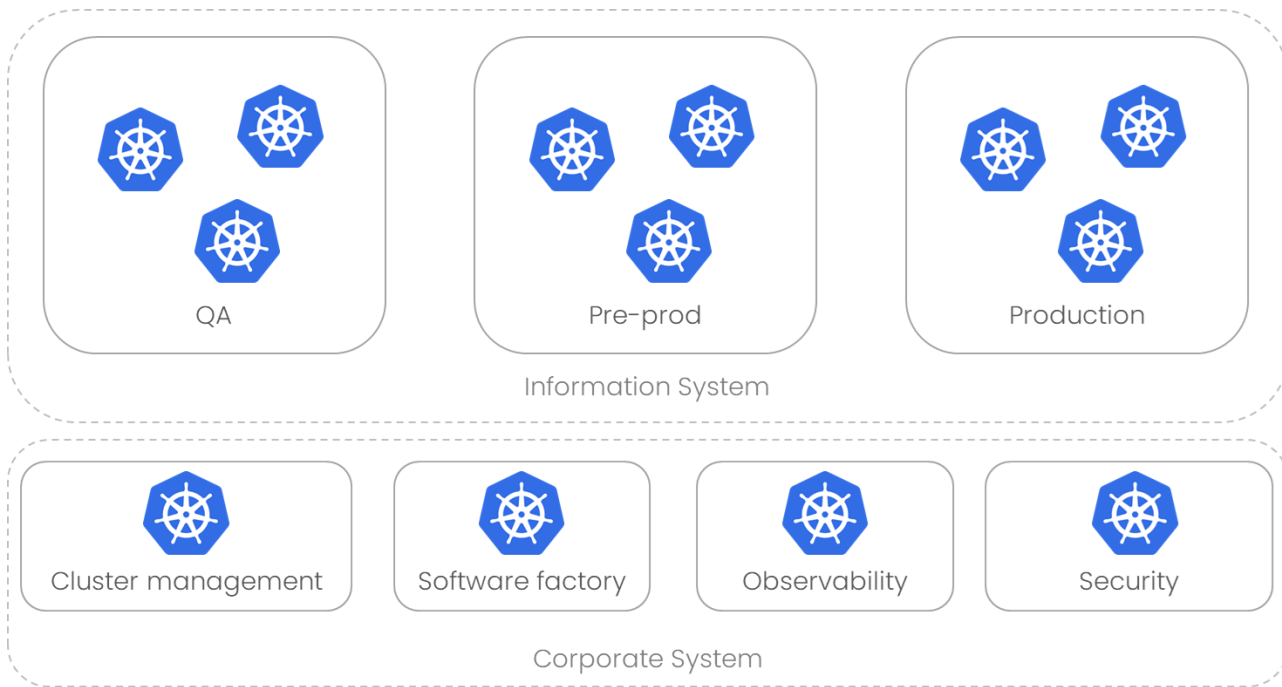 QA
Pre-prod
Production
Information System
Cluster management
Software factory
Observability
Security
Corporate System